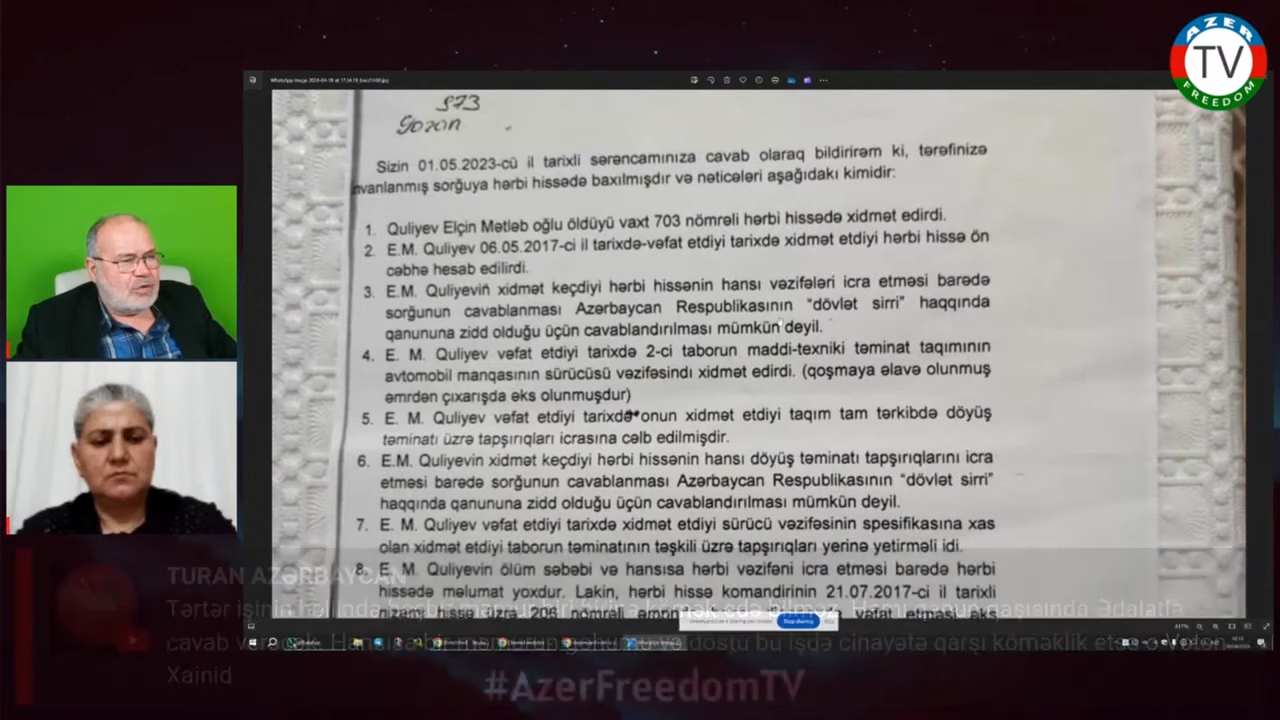 AZER
TV
FREEDOM
573
Sizin 01.05.2023-cü il tarixli sərəncamınıza cavab olaraq bildirirəm ki, tərəfinizə
nvanlanmış sorğuya hərbi hissədə baxılmışdır və nəticələri aşağıdakı kimidir:
1. Quliyev Elçin Mətləb oğlu öldüyü vaxt 703 nömrəli hərbi hissədə xidmət edirdi.
2. E.M. Quliyev 06.05.2017-ci il tarixdə-vəfat etdiyi tarixdə xidmət etdiyi hərbi hissə ön
cəbhə hesab edilirdi.
3. E.M. Quliyevin xidmət keçdiyi hərbi hissənin hansı vəzifələri icra etməsi barədə
sorğunun cavablanması Azərbaycan Respublikasının “dövlət sirri” haqqında
qanununa zidd olduğu üçün cavablandırılması mümkün deyil.
4. E. M. Quliyev vəfat etdiyi tarixdə 2-ci taborun maddi-texniki təminat taqımının
avtomobil manqasının sürücüsü vəzifəsindı xidmət edirdi. (qoşmaya əlavə olunmuş
əmrdən çıxarışda əks olunmuşdur)
5. E. M. Quliyev vəfat etdiyi tarixdə onun xidmət etdiyi taqım tam tərkibdə döyüş
təminatı üzrə tapşırıqları icrasına cəlb edilmişdir.
6. E.M. Quliyevin xidmət keçdiyi hərbi hissənin hansı döyüş təminatı tapşırıqlarını icra
etməsi barədə sorğunun cavablanması Azərbaycan Respublikasının “dövlət sirri”
haqqında qanununa zidd olduğu üçün cavablandırılması mümkün deyil.
7. E. M. Quliyev vəfat etdiyi tarixdə xidmət etdiyi sürücü vəzifəsinin spesifikasına xas
olan xidmət etdiyi taborun təminatının təşkili üzrə tapşırıqları yerinə yetirməli idi.
8. E. M. Quliyevin ölüm səbəbi və hansısa hərbi vəzifəni icra etməsi barədə hərbi
hissədə məlumat yoxdur. Lakin, hərbi hissə komandirinin 21.07.2017-ci il tarixli
TURAN AZƏRBAYCAN
Stop sharing
Xainid
#AzerFreedomTV